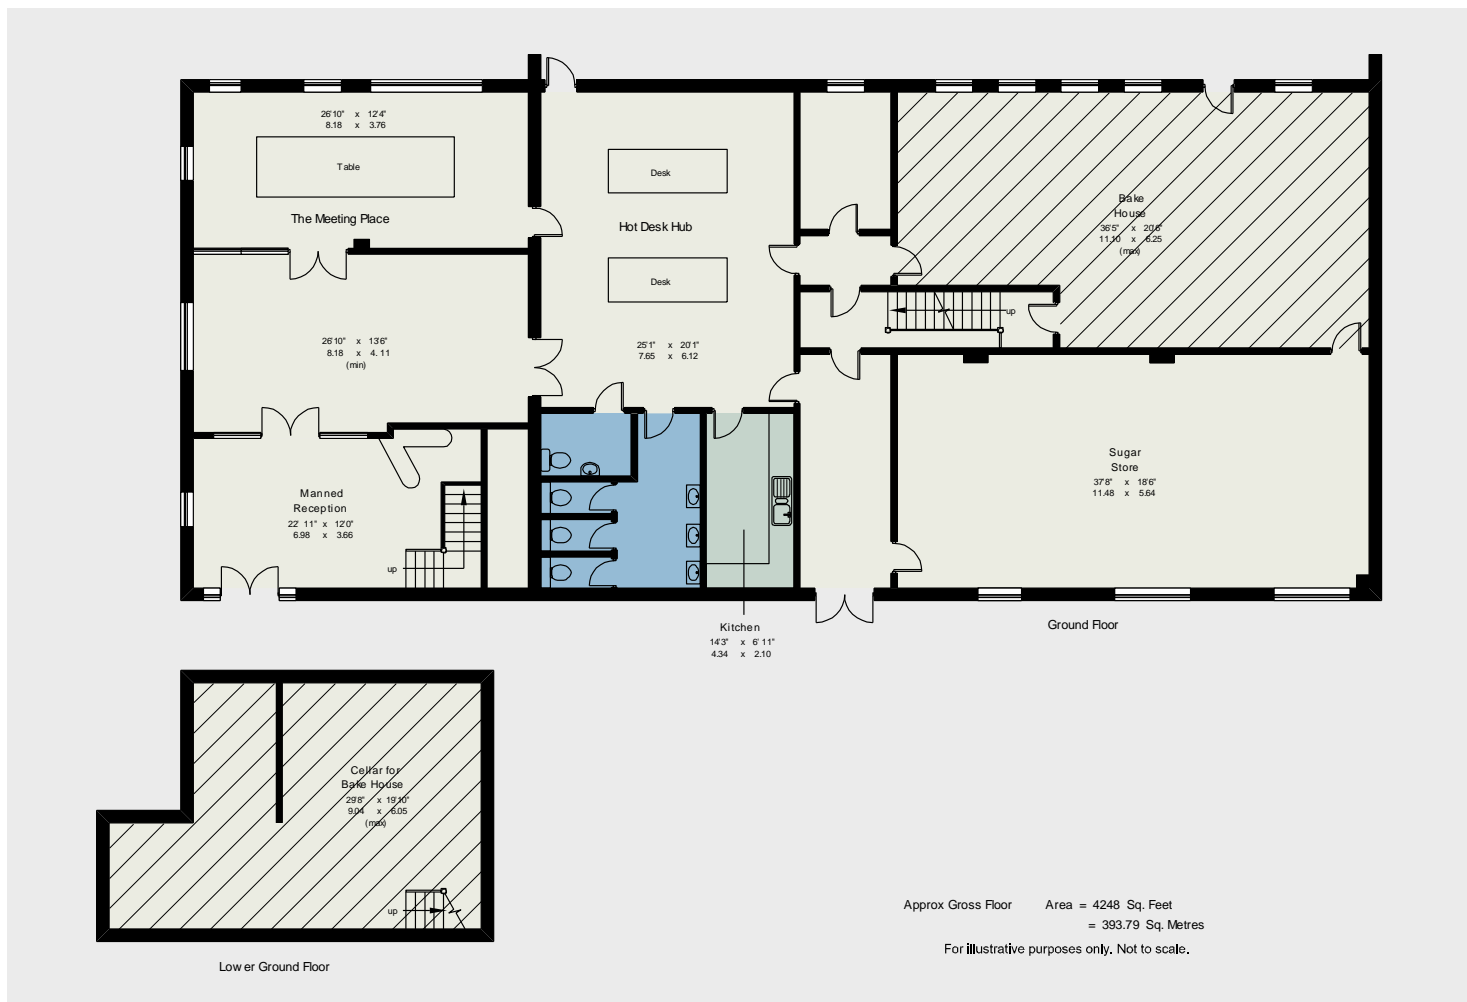 26'10" x 12'4"
8.18 x 3.76
Table
The Meeting Place
26'10" x 13'6"
8.18 x 4.11
(min)
Manned
Reception
22' 11" x 12'0"
6.98 x 3.66
up
Desk
Hot Desk Hub
Desk
25'1" x 20'1"
7.65 x 6.12
Bake
House
36'5" x 20'6"
11.10 x 6.25
(max)
up
Sugar
Store
37'8" x 18'6"
11.48 x 5.64
Kitchen
14'3" x 6' 11"
4.34 x 2.10
Ground Floor
Cellar for
Bake House
29'8" x 19'10"
9.04 x 6.05
(max)
up
Lower Ground Floor
Approx Gross Floor Area = 4248 Sq. Feet
= 393.79 Sq. Metres
For illustrative purposes only. Not to scale.